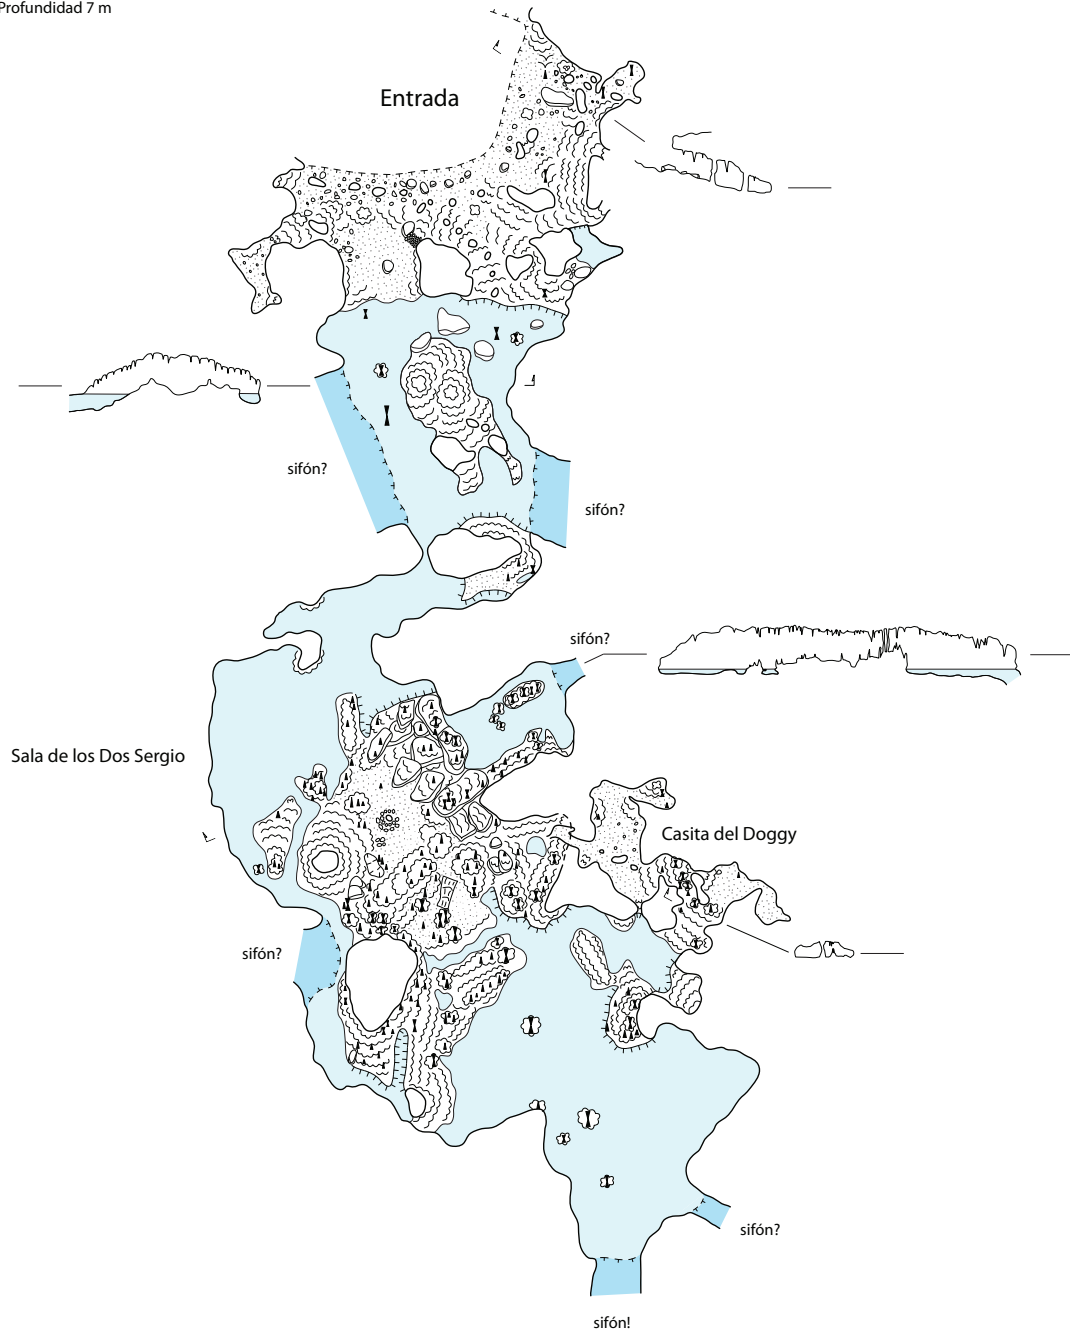 Profundidad 7 m
Entrada
sifón?
sifón?
sifón?
Sala de los Dos Sergio
Casita del Doggy
sifón?
sifón?
sifón!